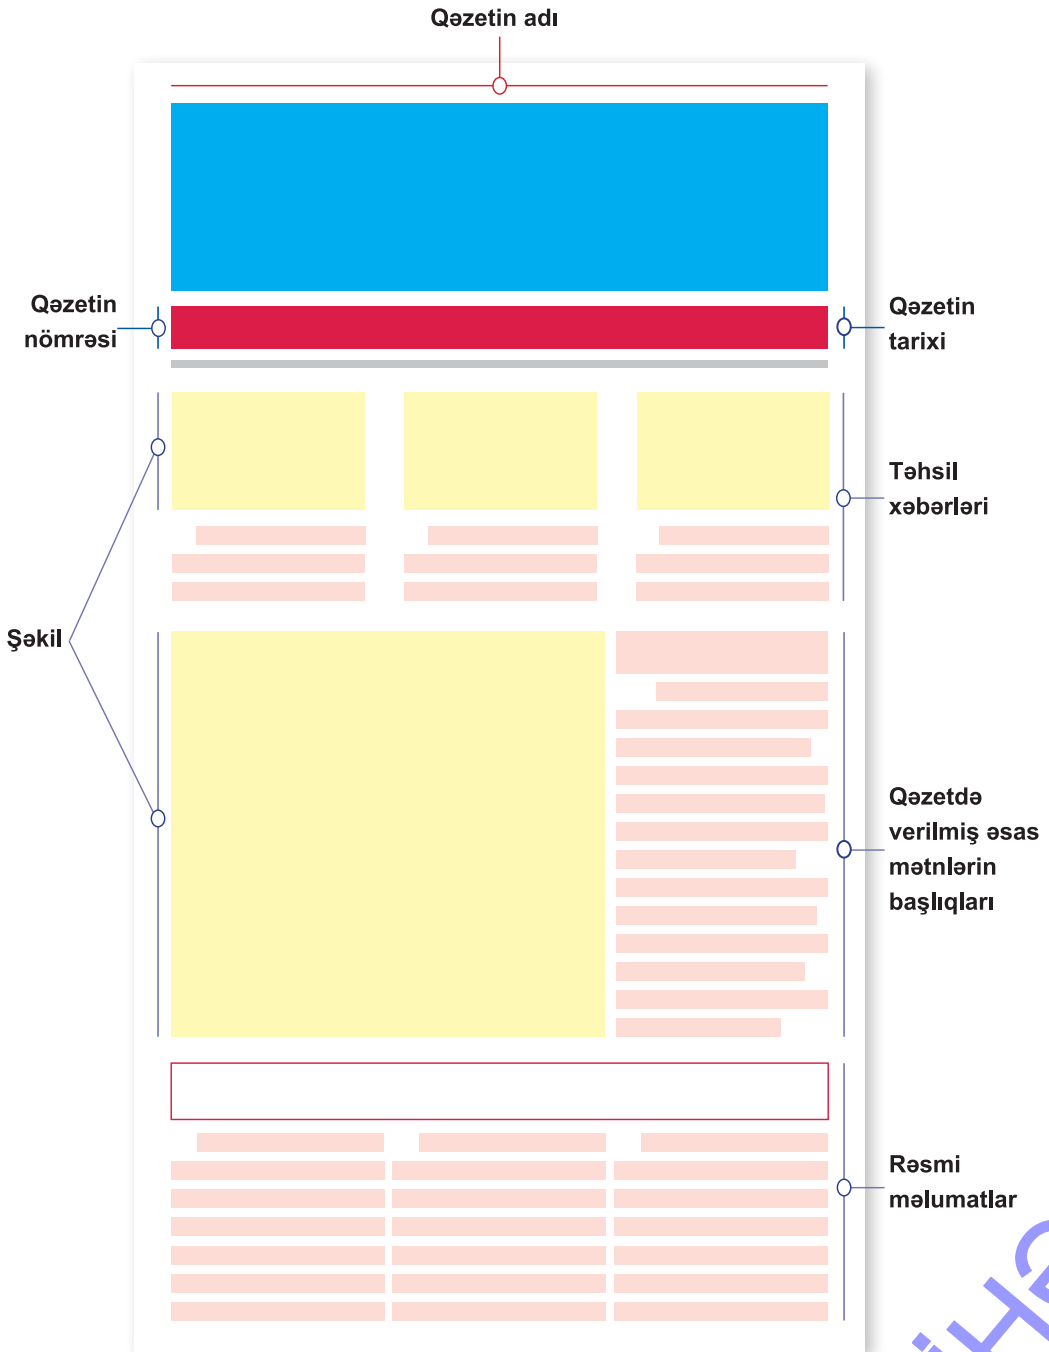 Qəzetin adı
Qəzetin
nömrəsi
Qəzetin
tarixi
Təhsil
xəbərləri
Şəkil
Qəzetdə
verilmiş əsas
mətnlərin
başlıqları
Rəsmi
məlumatlar